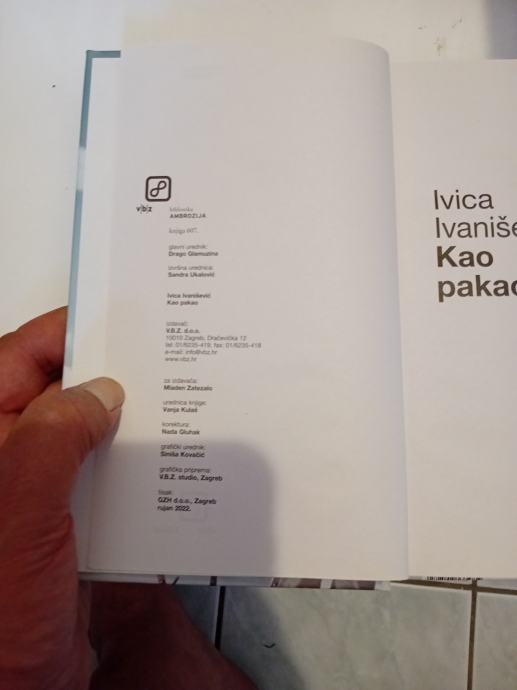 v|b|z
biblioteka
AMBROZIJA
knjiga 607.
glavni urednik:
Drago Glamuzina
izvršna urednica:
Sandra Ukalović
Ivica Ivanišević
Kao pakao
izdavač:
V.B.Z. d.o.o.
10010 Zagreb, Dračevička 12
tel: 01/6235-419, fax: 01/6235-418
e-mail: info@vbz.hr
www.vbz.hr
za izdavača:
Mladen Zatezalo
urednica knjige:
Vanja Kulaš
korektura:
Nada Gluhak
grafički urednik:
Siniša Kovačić
grafička priprema:
V.B.Z. studio, Zagreb
tisak:
GZH d.o.o., Zagreb
rujan 2022.
Ivica
Ivaniše
Kao
pakao